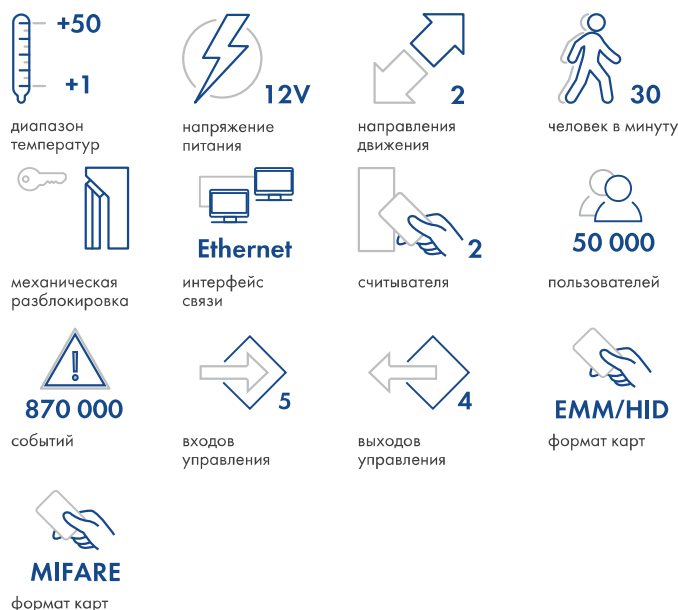 +50
+1
диапазон
температур
12V
напряжение
питания
2
направления
движения
30
человек в минуту
механическая
разблокировка
Ethernet
интерфейс
связи
2
считывателя
50 000
пользователей
870 000
событий
5
входов
управления
4
выходов
управления
EMM/HID
формат карт
MIFARE
формат карт